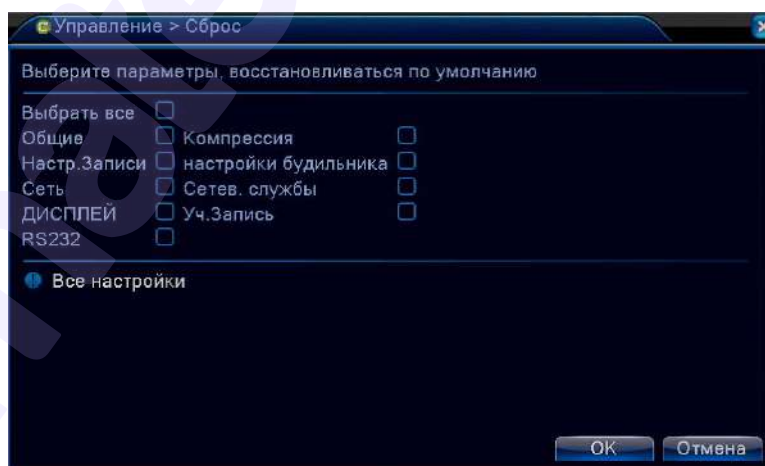 Управление > Сброс
Выберите параметры, восстановливаться по умолчанию
Выбрать все
Общие Компрессия
Настр.Записи настройки будильника
Сеть Сетев. службы
ДИСПЛЕЙ Уч.Запись
RS232
Все настройки
OK Отмена